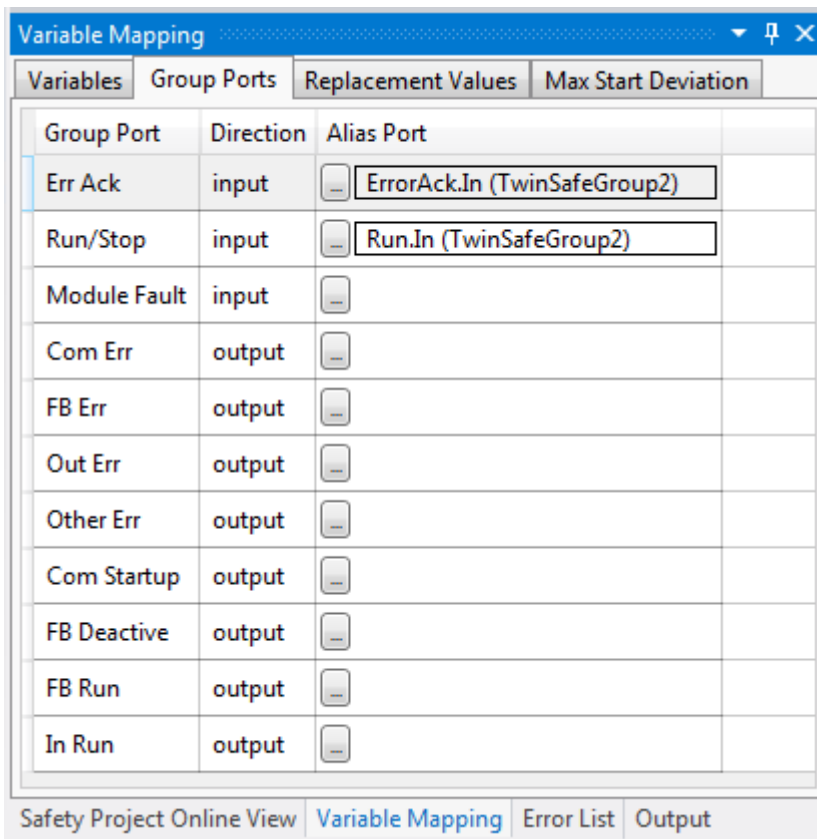 Variable Mapping
Variables Group Ports Replacement Values Max Start Deviation
Group Port Direction Alias Port
Err Ack input ... ErrorAck.In (TwinSafeGroup2)
Run/Stop input ... Run.In (TwinSafeGroup2)
Module Fault input ...
Com Err output ...
FB Err output ...
Out Err output ...
Other Err output ...
Com Startup output ...
FB Deactive output ...
FB Run output ...
In Run output ...
Safety Project Online View Variable Mapping Error List Output